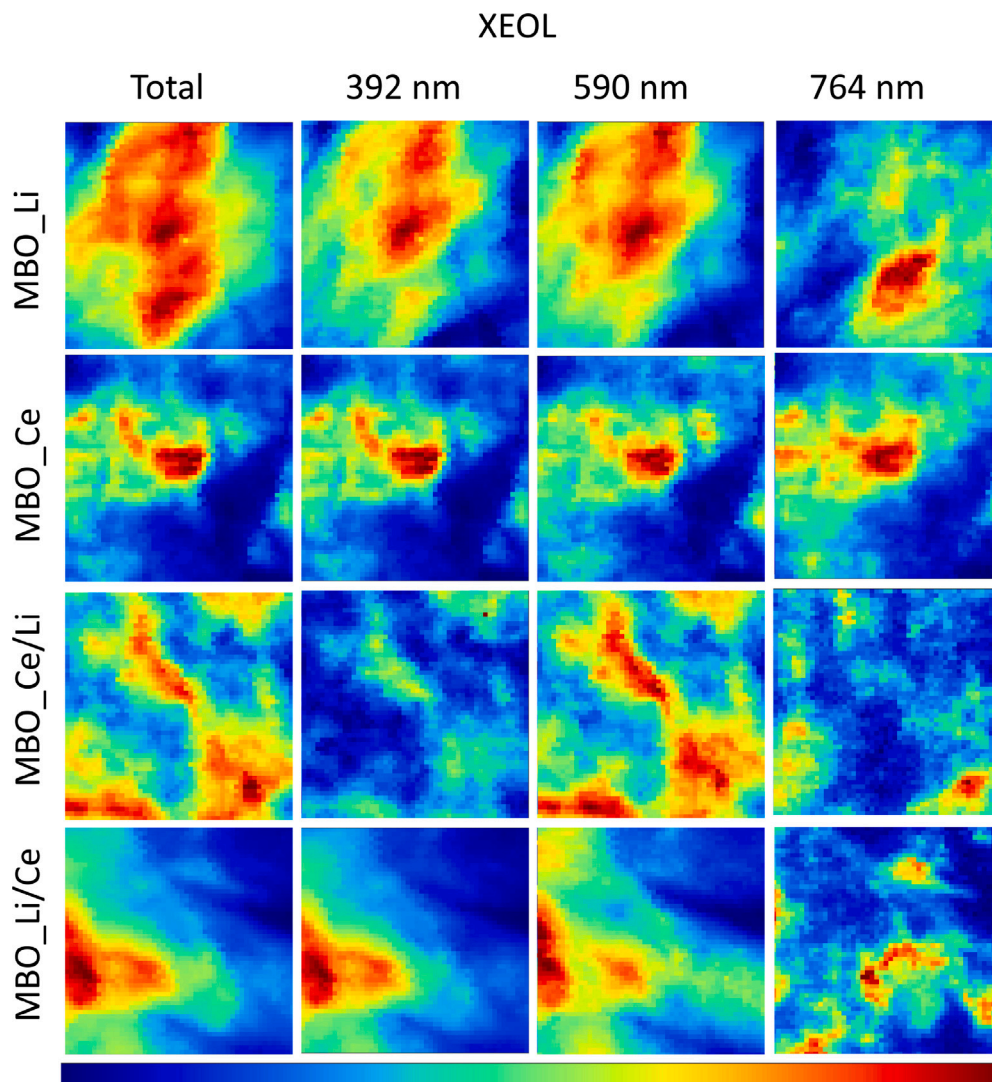 XEOL
Total 392 nm 590 nm 764 nm
MBO_Li
MBO_Ce
MBO_Ce/Li
MBO_Li/Ce